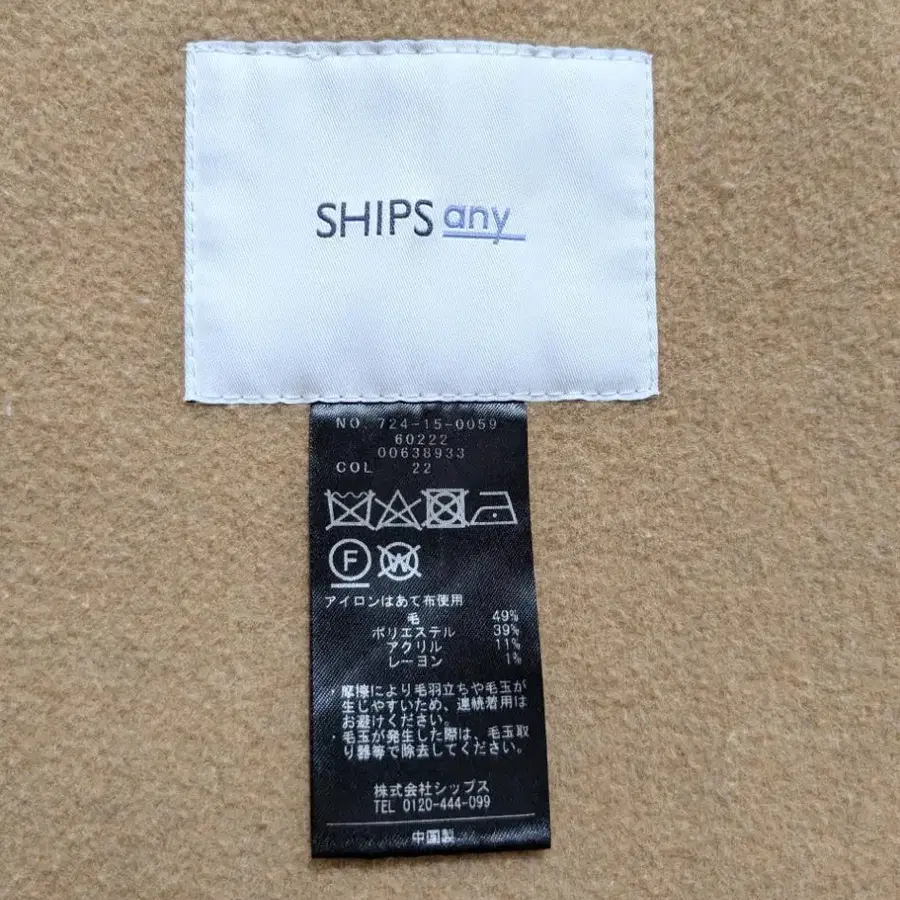 SHIPS any
NO. 724-15-0059
60222
00638933
COL 22
F W
アイロンはあて布使用
毛 49%
ポリエステル 39%
アクリル 11%
レーヨン 1%
・摩擦により毛羽立ちや毛玉が
生じやすいため、連続着用は
お避けください。
・毛玉が発生した際は、毛玉取
り器等で除去してください。
株式会社シップス
TEL 0120-444-099
中国製